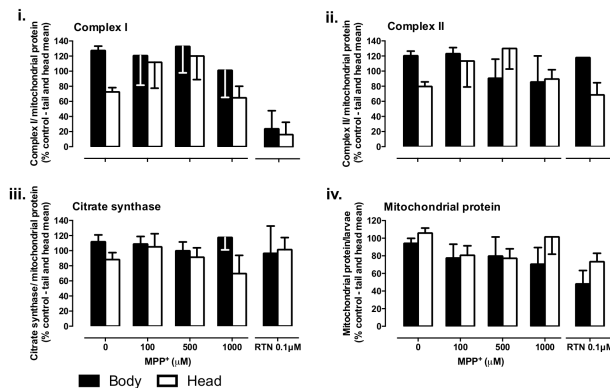 i.
Complex I
Complex I/ mitochondrial protein
(% control - tail and head mean)
140
120
100
80
60
40
20
0
ii.
Complex II
Complex II/ mitochondrial protein
(% control - tail and head mean)
140
120
100
80
60
40
20
0
iii.
Citrate synthase
Citrate synthase/ mitochondrial protein
(% control - tail and head mean)
140
120
100
80
60
40
20
0
0
100
500
1000
RTN 0.1µM
MPP⁺ (µM)
iv.
Mitochondrial protein
Mitochondrial protein/larvae
(% control - tail and head mean)
100
80
60
40
20
0
0
100
500
1000
RTN 0.1µM
MPP⁺ (µM)
Body
Head